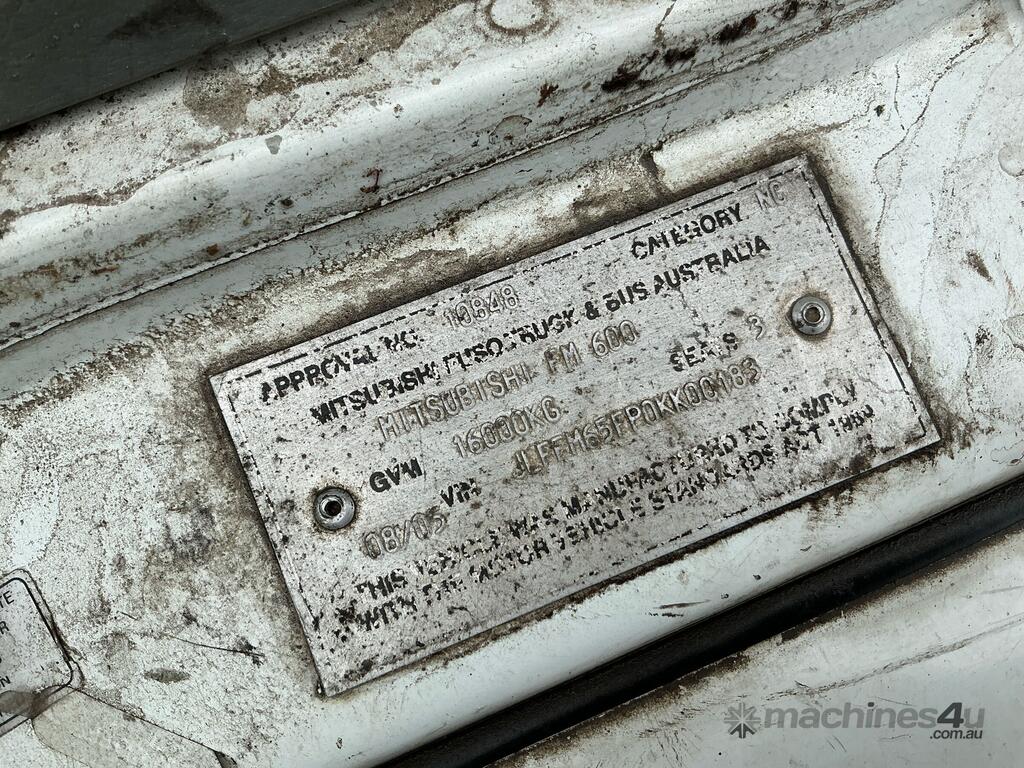 APPROVAL NO. 10848 CATEGORY NC
MITSUBISHI FUSO TRUCK & BUS AUSTRALIA
MITSUBISHI FM 600
GVM 16000KG SERIES 3
VIN JLFFM65FP0KK00183
08/05
THIS VEHICLE WAS MANUFACTURED TO COMPLY
WITH THE MOTOR VEHICLE STANDARDS ACT 1989
machines4u
.com.au